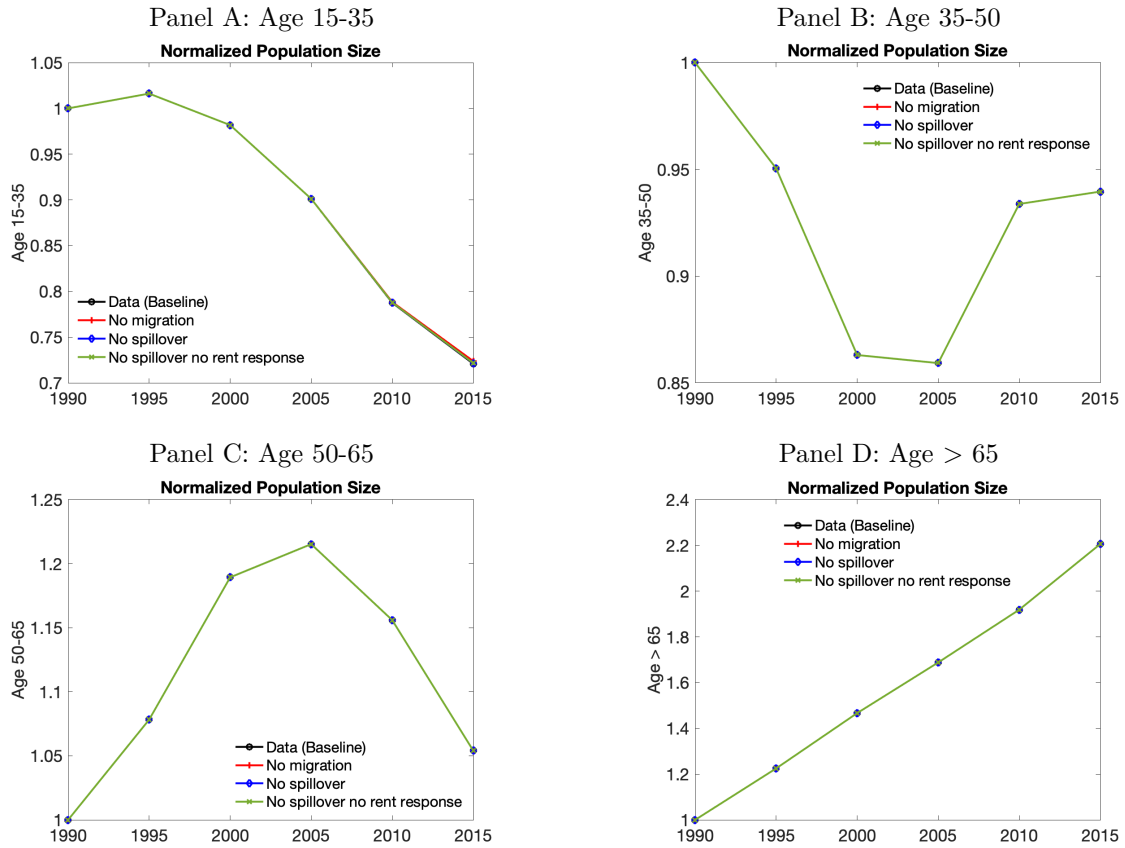 Panel A: Age 15-35
Normalized Population Size
1.05
1
0.95
0.9
0.85
0.8
0.75
0.7
Age 15-35
Data (Baseline)
No migration
No spillover
No spillover no rent response
1990 1995 2000 2005 2010 2015
Panel B: Age 35-50
Normalized Population Size
1
0.95
0.9
0.85
Age 35-50
Data (Baseline)
No migration
No spillover
No spillover no rent response
1990 1995 2000 2005 2010 2015
Panel C: Age 50-65
Normalized Population Size
1.25
1.2
1.15
1.1
1.05
1
Age 50-65
Data (Baseline)
No migration
No spillover
No spillover no rent response
1990 1995 2000 2005 2010 2015
Panel D: Age > 65
Normalized Population Size
2.4
2.2
2
1.8
1.6
1.4
1.2
1
Age > 65
Data (Baseline)
No migration
No spillover
No spillover no rent response
1990 1995 2000 2005 2010 2015